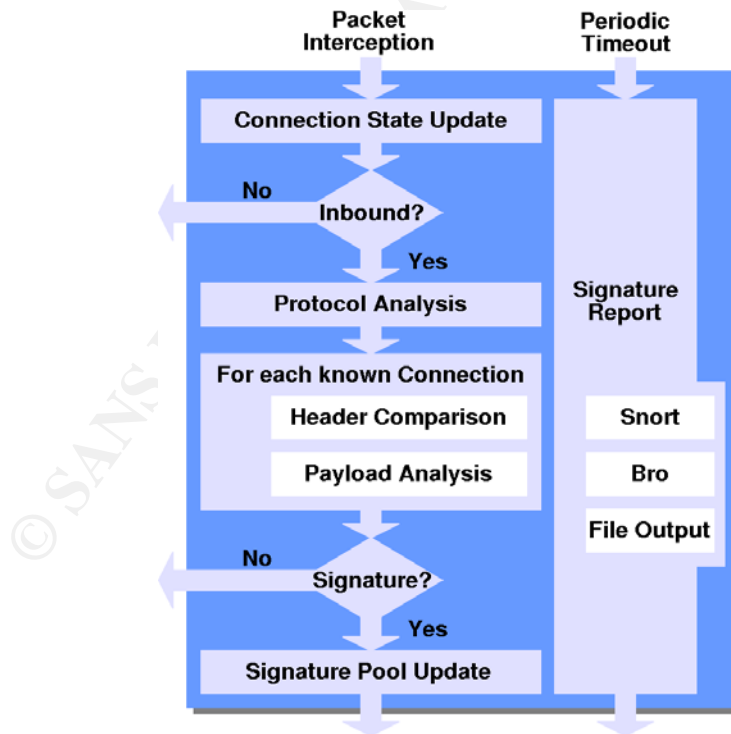 Packet
Interception
Periodic
Timeout
Connection State Update
No
Inbound?
Yes
Protocol Analysis
Signature
Report
For each known Connection
Header Comparison
Snort
Payload Analysis
Bro
File Output
No
Signature?
Yes
Signature Pool Update
© SANS